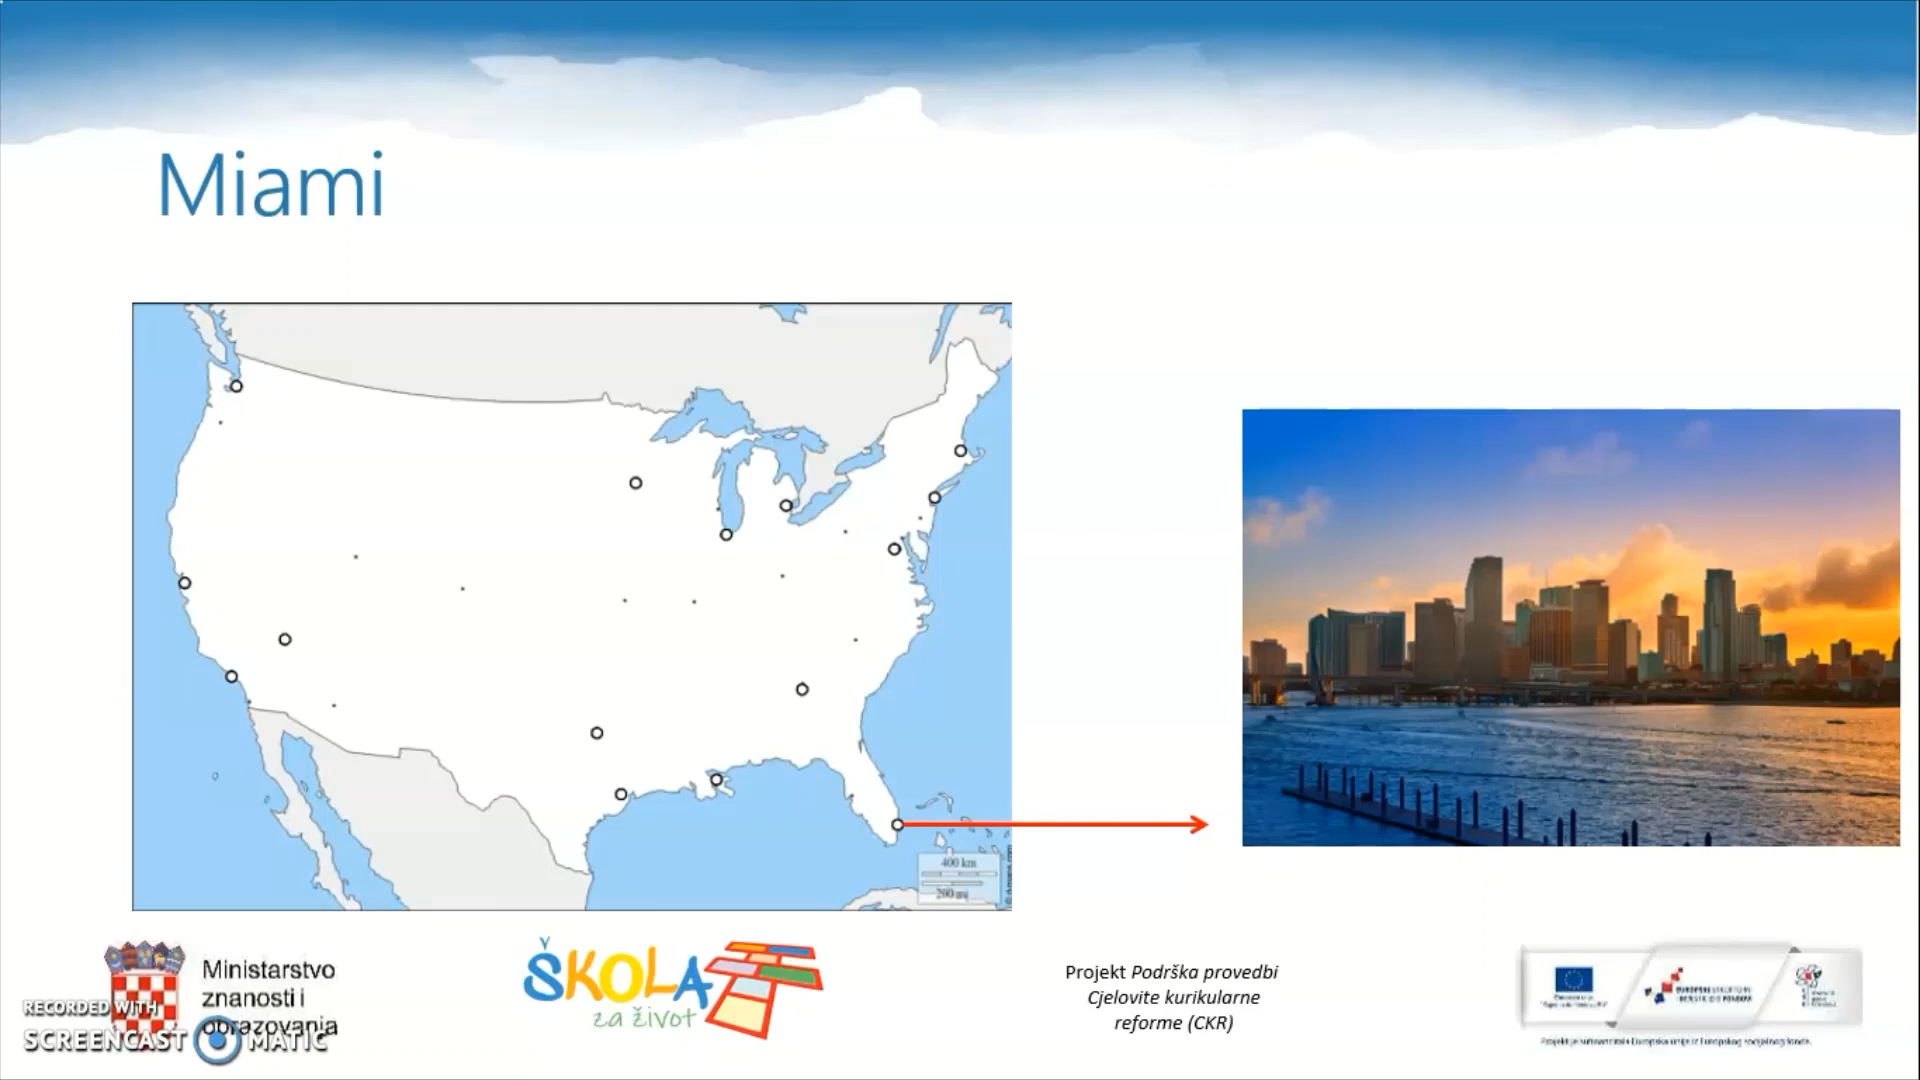 Miami
400 km
200 mi
Ministarstvo
znanosti i
obrazovanja
RECORDED WITH
SCREENCAST MATIC
ŠKOLA
za život
Projekt Podrška provedbi
Cjelovite kurikularne
reforme (CKR)